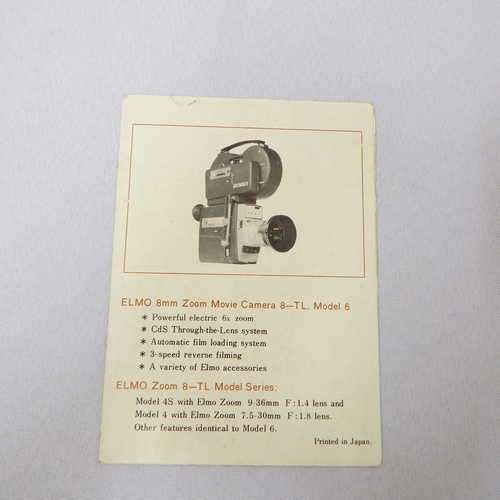 ELMO 8mm Zoom Movie Camera 8—TL. Model 6
* Powerful electric 6x zoom
* CdS Through-the-Lens system
* Automatic film loading system
* 3-speed reverse filming
* A variety of Elmo accessories
ELMO Zoom 8—TL Model Series:
Model 4S with Elmo Zoom 9-36mm F:1.4 lens and
Model 4 with Elmo Zoom 7.5-30mm F:1.8 lens.
Other features identical to Model 6.
Printed in Japan.